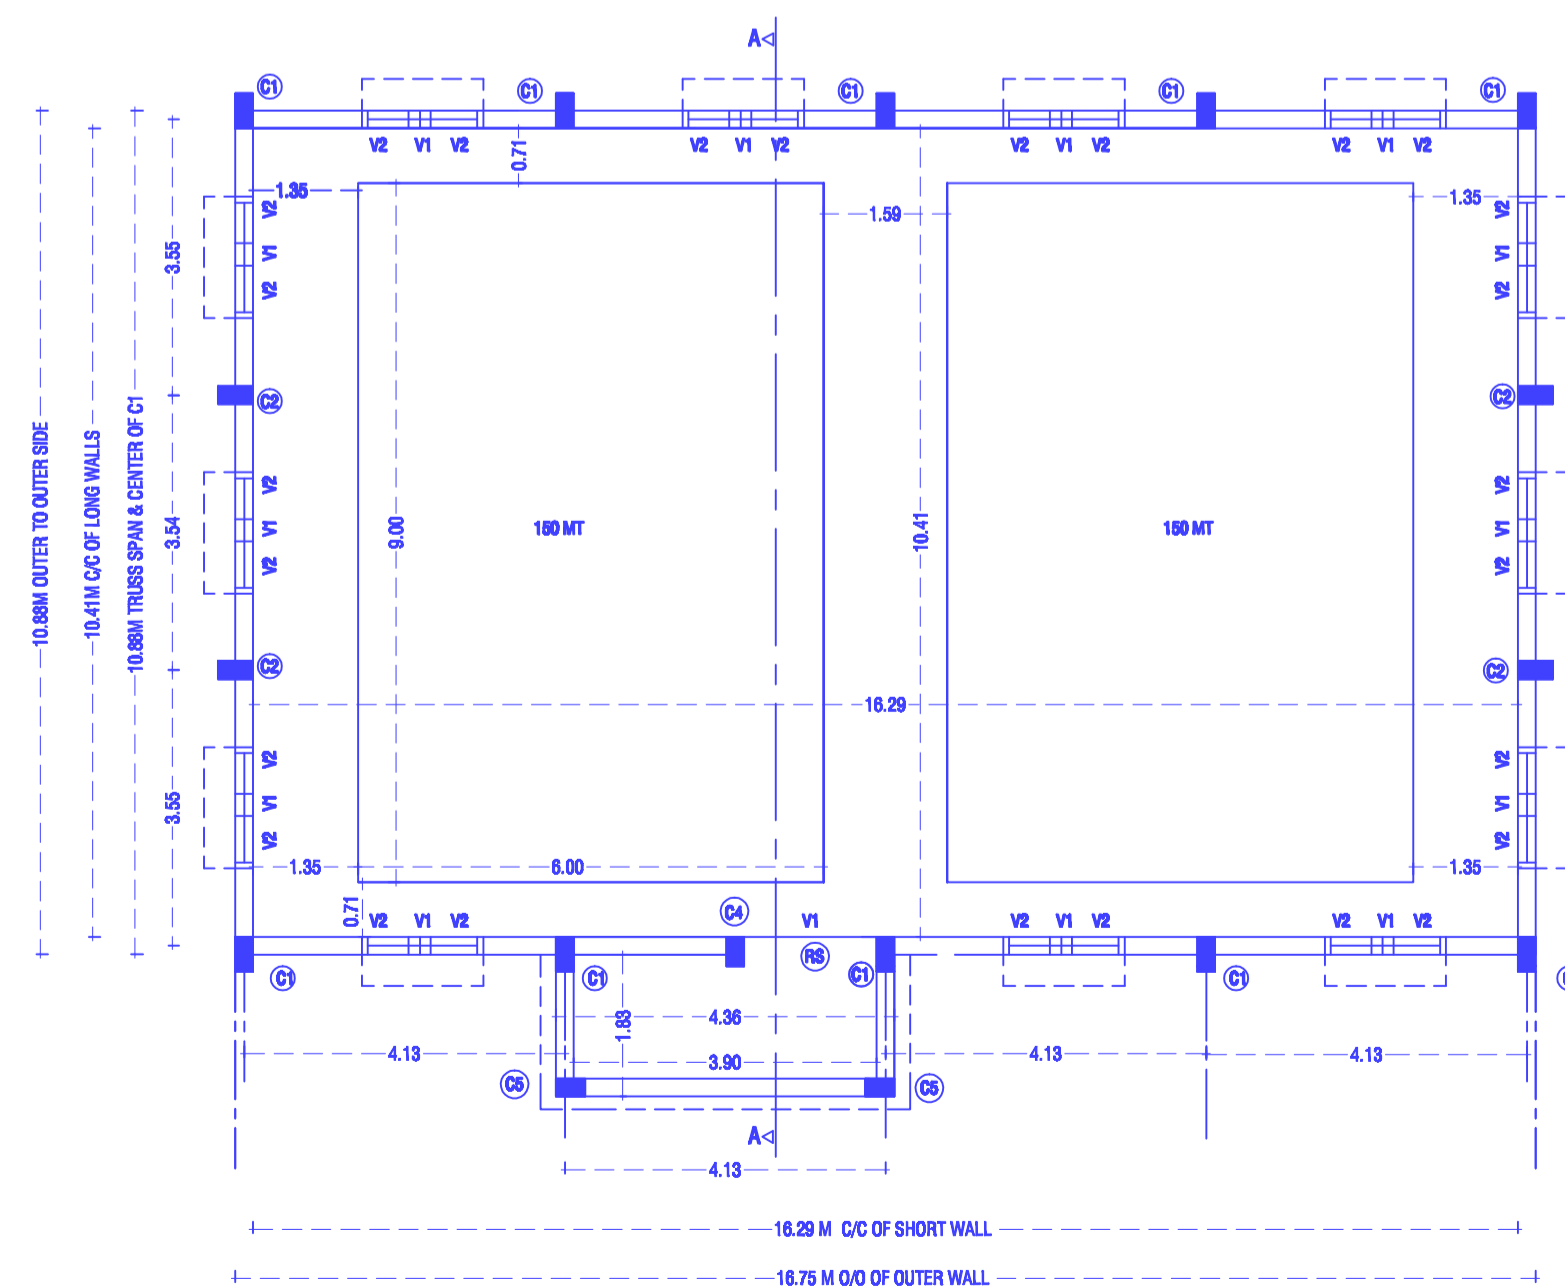 A
C1 C1 C1 C1 C1
V2 V1 V2 V2 V1 V2 V2 V1 V2 V2 V1 V2
0.71
1.35 1.59 1.35
V2 V2
3.55 V1 V1
V2 V2
C2 C2
10.88M OUTER TO OUTER SIDE
10.41M C/C OF LONG WALLS
10.88M TRUSS SPAN & CENTER OF C1
V2 V2
3.54 V1 9.00 150 MT 10.41 150 MT V1
V2 V2
C2 C2
16.29
V2 V2
3.55 V1 V1
V2 V2
1.35 6.00 1.35
0.71 V2 V1 V2 C4 V1 V2 V1 V2 V2 V1 V2
RS
C1 C1 C1 C1
1.83 4.36
4.13 3.90 4.13 4.13
C5 C5
A
4.13
16.29 M C/C OF SHORT WALL
16.75 M O/O OF OUTER WALL